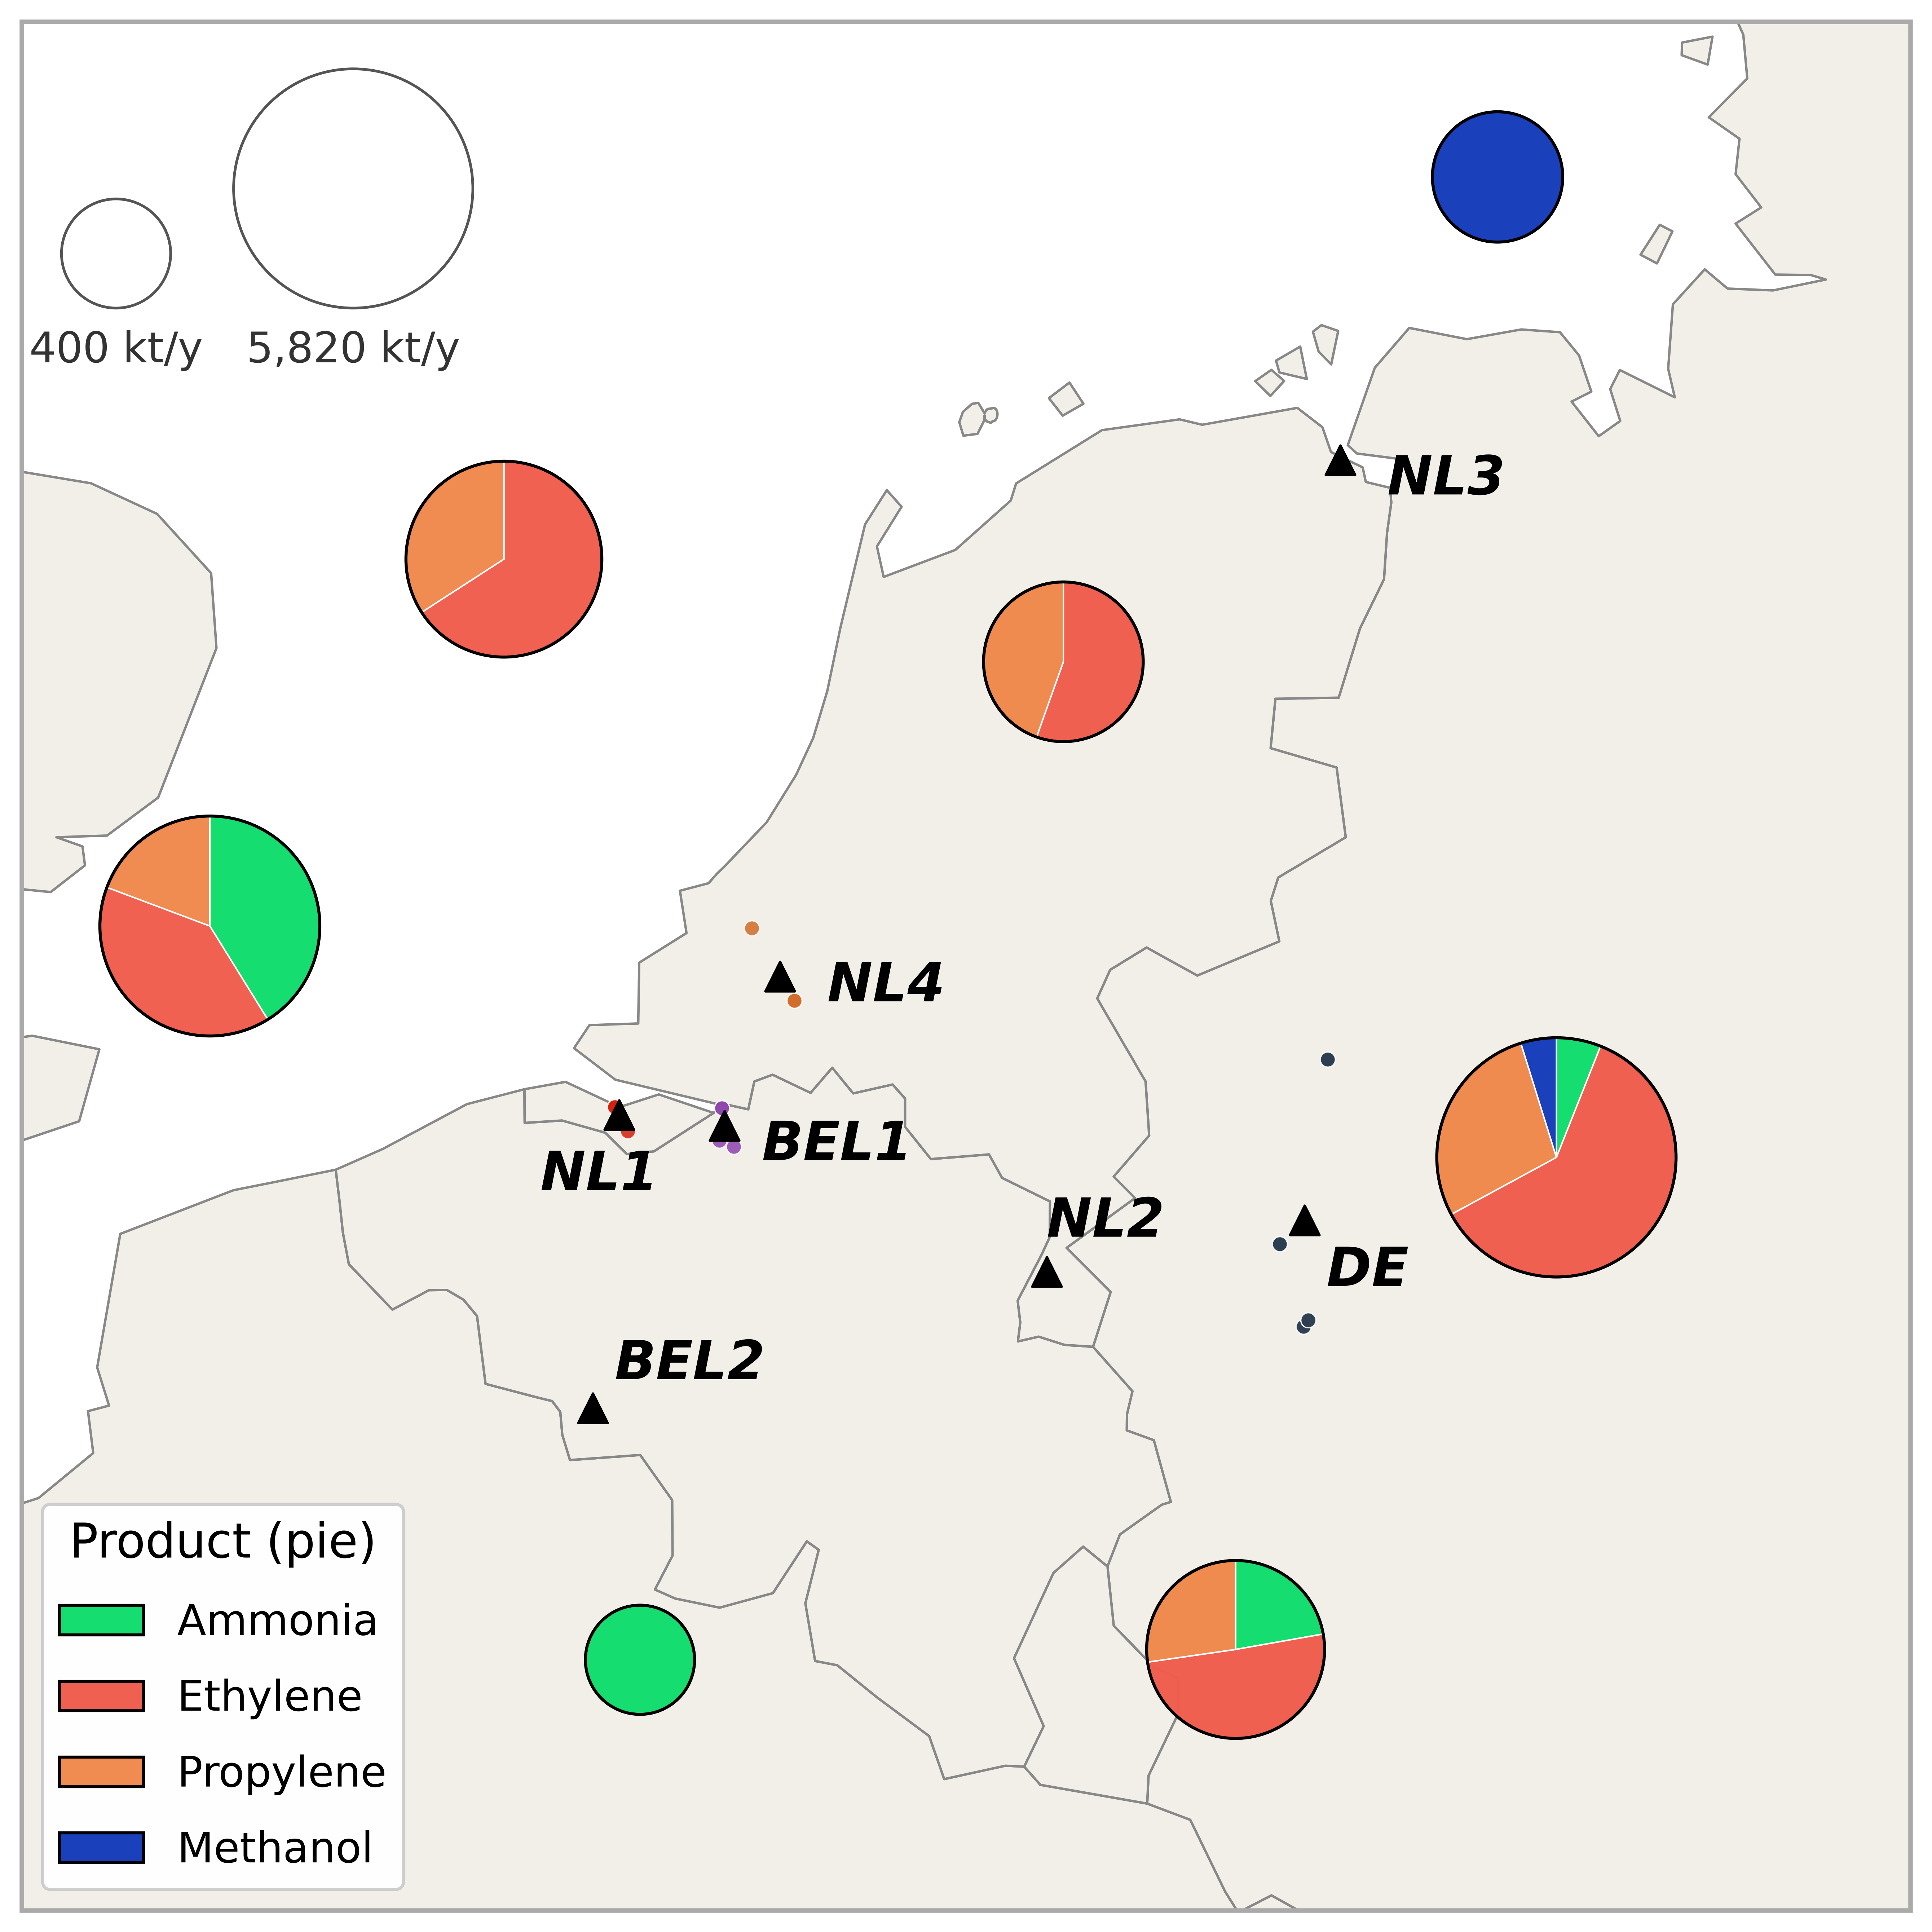 400 kt/y
5,820 kt/y
NL3
NL4
BEL1
NL1
NL2
DE
BEL2
Product (pie)
Ammonia
Ethylene
Propylene
Methanol